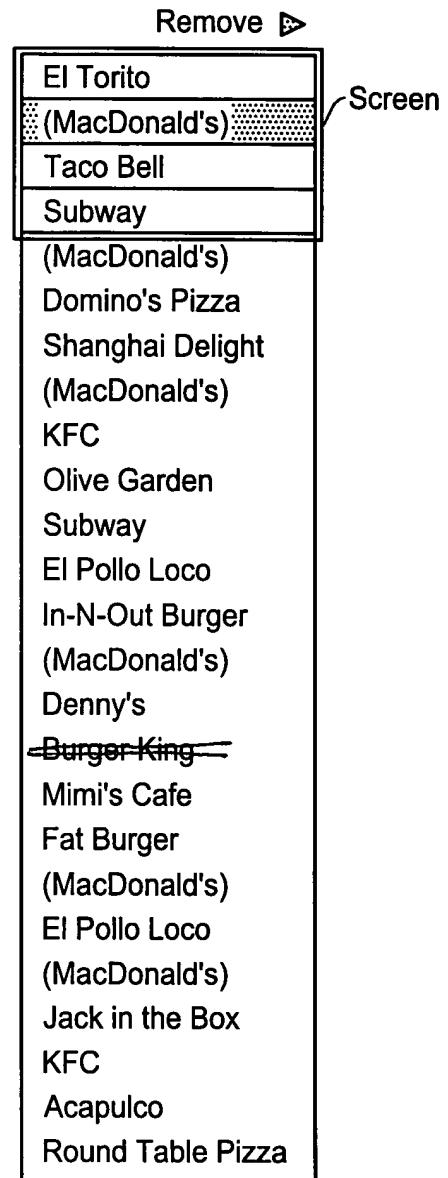 Remove
El Torito
(MacDonald's)
Screen
Taco Bell
Subway
(MacDonald's)
Domino's Pizza
Shanghai Delight
(MacDonald's)
KFC
Olive Garden
Subway
El Pollo Loco
In-N-Out Burger
(MacDonald's)
Denny's
Burger King
Mimi's Cafe
Fat Burger
(MacDonald's)
El Pollo Loco
(MacDonald's)
Jack in the Box
KFC
Acapulco
Round Table Pizza